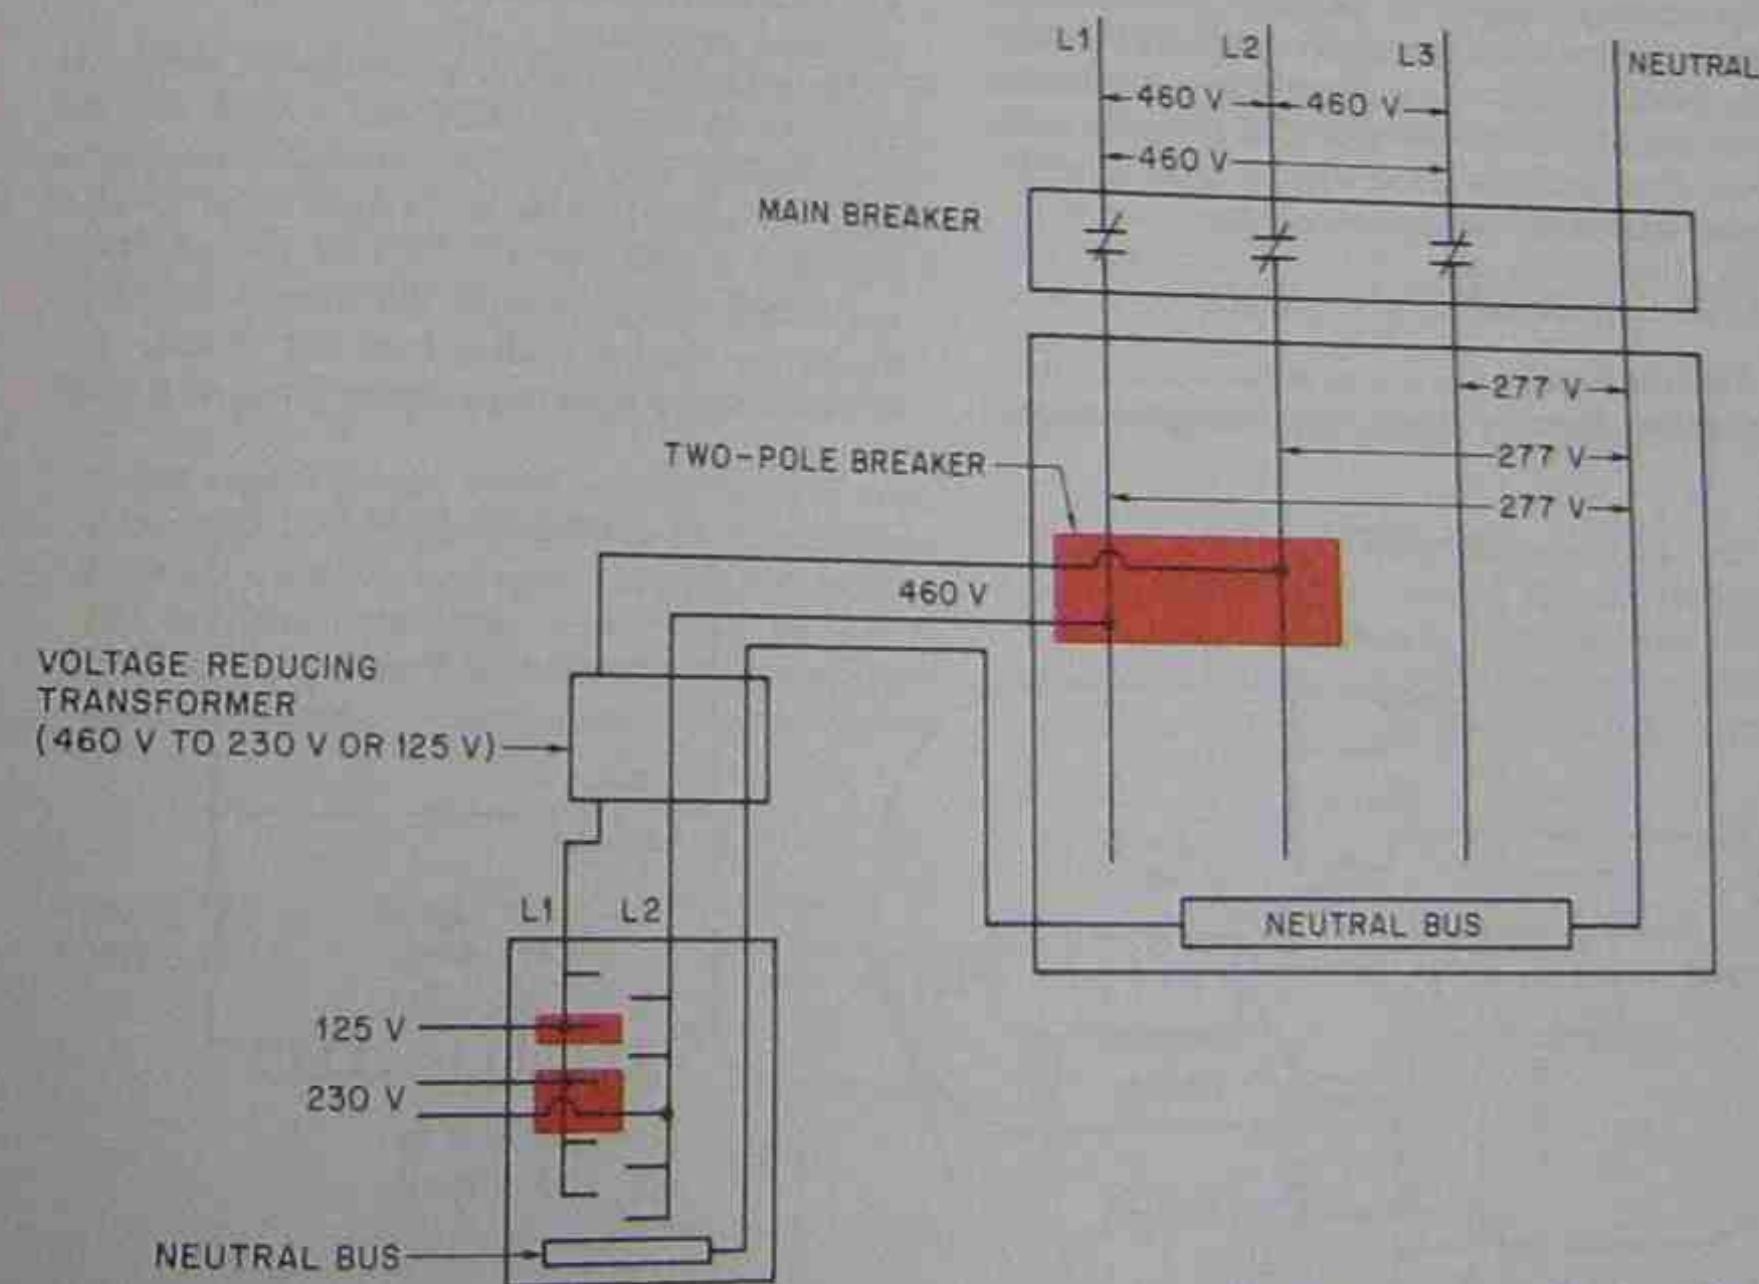 L1
L2
L3
NEUTRAL
460 V
460 V
460 V
MAIN BREAKER
277 V
277 V
277 V
TWO-POLE BREAKER
460 V
VOLTAGE REDUCING
TRANSFORMER
(460 V TO 230 V OR 125 V)
L1
L2
NEUTRAL BUS
125 V
230 V
NEUTRAL BUS